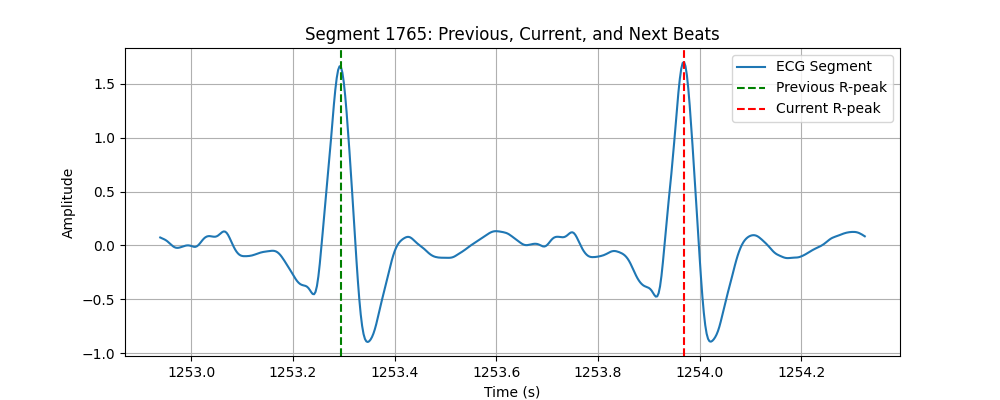 Segment 1765: Previous, Current, and Next Beats
ECG Segment
Previous R-peak
Current R-peak
1.5
1.0
0.5
0.0
−0.5
−1.0
Amplitude
1253.0 1253.2 1253.4 1253.6 1253.8 1254.0 1254.2
Time (s)